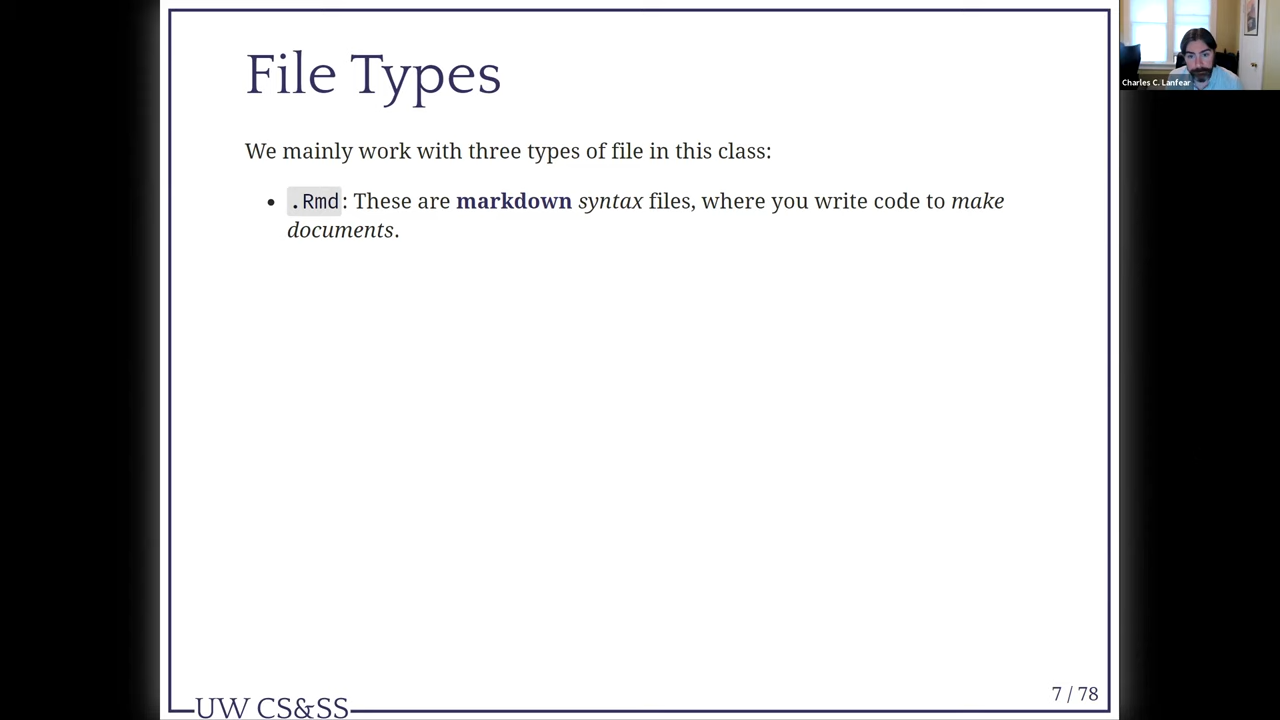 File Types
We mainly work with three types of file in this class:
• .Rmd: These are markdown syntax files, where you write code to make
documents.
UW CS&SS
7 / 78
Charles C. Lanfear